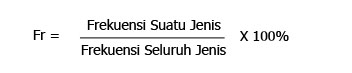 Fr = Frekuensi Suatu Jenis
Frekuensi Seluruh Jenis X 100%